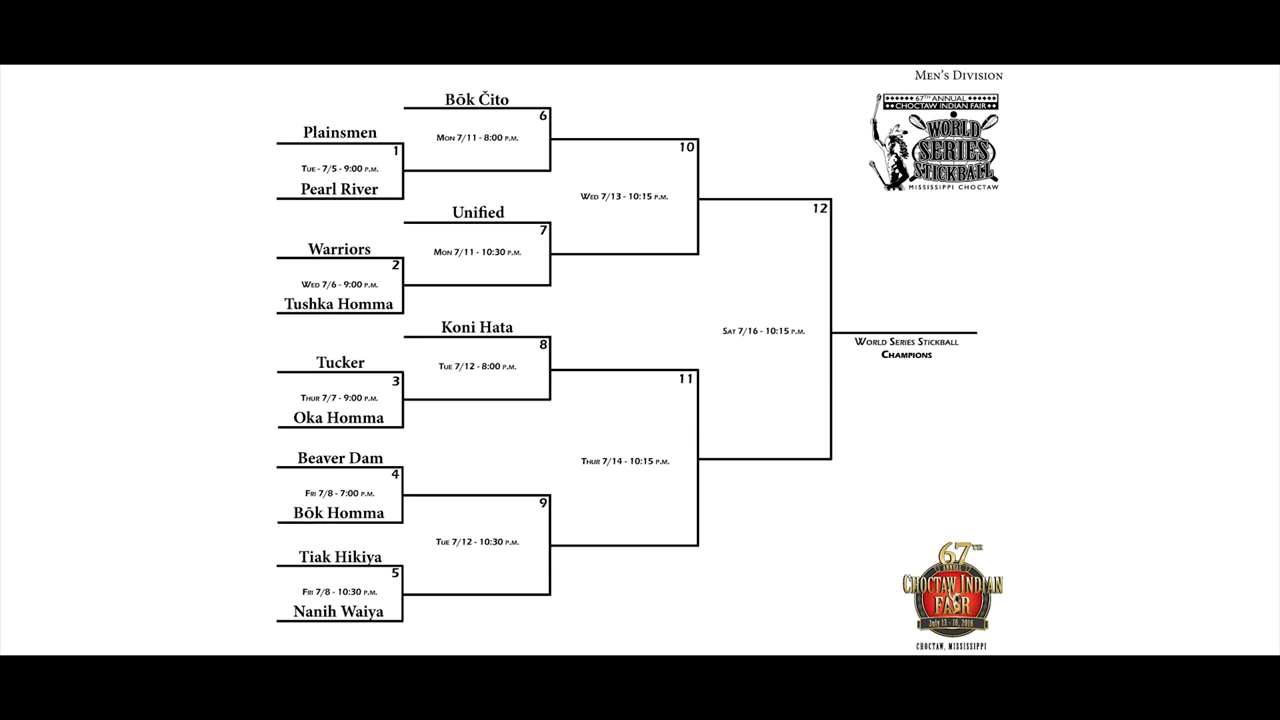 Men's Division
67th Annual
Choctaw Indian Fair
World
Series
Stickball
Mississippi Choctaw
Bōk Čito
6
Mon 7/11 - 8:00 p.m.
Plainsmen
1
Tue - 7/5 - 9:00 p.m.
Pearl River
10
Wed 7/13 - 10:15 p.m.
Unified
7
Mon 7/11 - 10:30 p.m.
Warriors
2
Wed 7/6 - 9:00 p.m.
Tushka Homma
12
Sat 7/16 - 10:15 p.m.
World Series Stickball
Champions
Koni Hata
8
Tue 7/12 - 8:00 p.m.
Tucker
3
Thur 7/7 - 9:00 p.m.
Oka Homma
11
Thur 7/14 - 10:15 p.m.
Beaver Dam
4
Fri 7/8 - 7:00 p.m.
Bōk Homma
9
Tue 7/12 - 10:30 p.m.
Tiak Hikiya
5
Fri 7/8 - 10:30 p.m.
Nanih Waiya
67th
Annual
Choctaw Indian
Fair
July 13 - 16, 2016
Choctaw, Mississippi